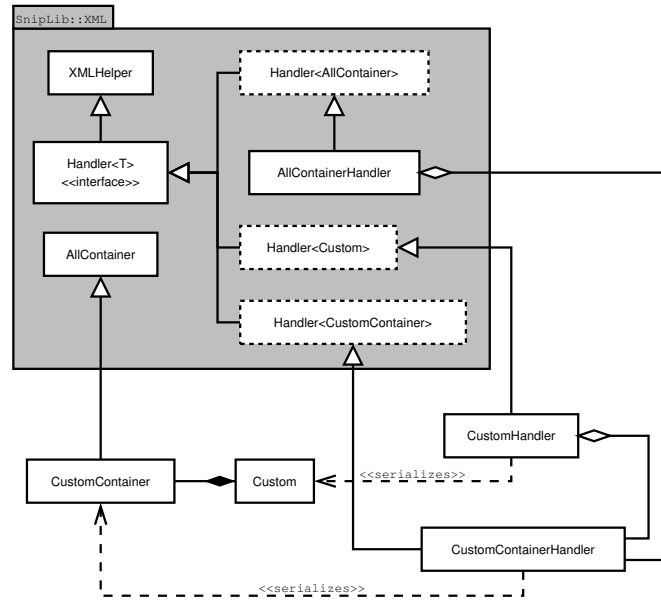 SnipLib::XML
XMLHelper
Handler<AllContainer>
Handler<T>
<<interface>>
AllContainerHandler
AllContainer
Handler<Custom>
Handler<CustomContainer>
CustomHandler
CustomContainer
Custom
<<serializes>>
CustomContainerHandler
<<serializes>>